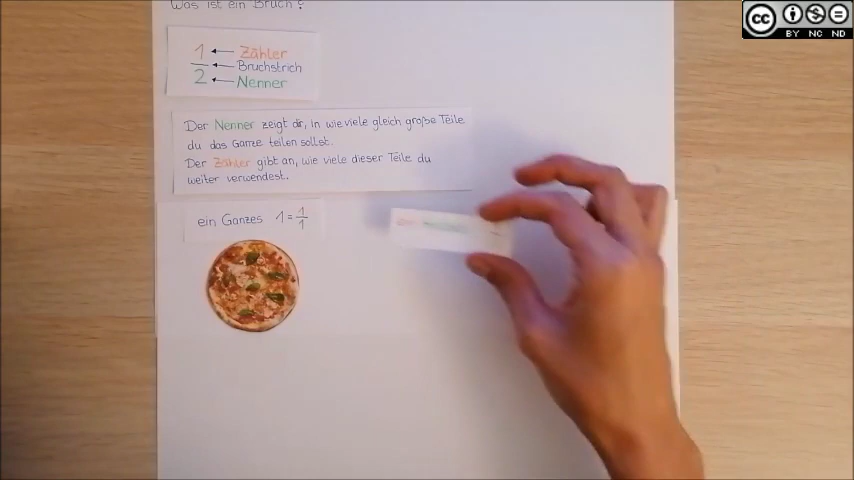 Was ist ein Bruch?
1 Zähler
Bruchstrich
2 Nenner
Der Nenner zeigt dir, in wie viele gleich große Teile
du das Ganze teilen sollst.
Der Zähler gibt an, wie viele dieser Teile du
weiter verwendest.
ein Ganzes 1 = 1/1
cc
BY NC ND